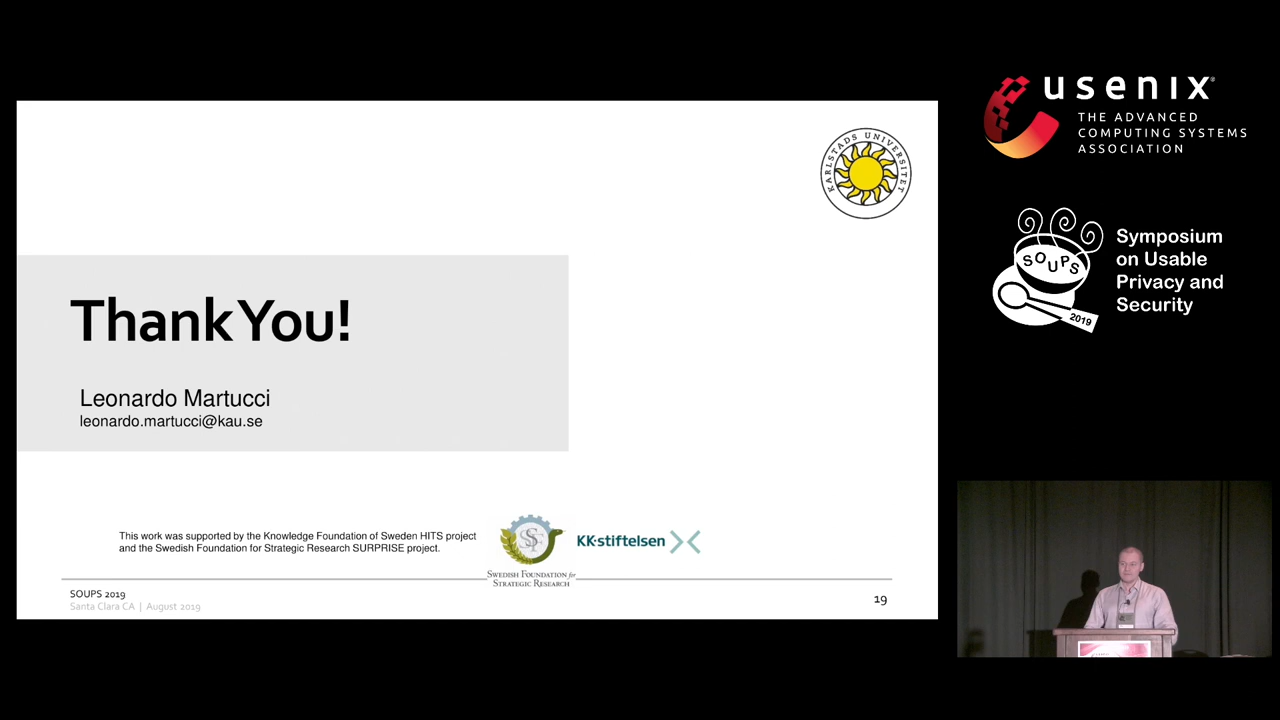 KARLSTADS UNIVERSITET
Thank You!
Leonardo Martucci
leonardo.martucci@kau.se
This work was supported by the Knowledge Foundation of Sweden HITS project
and the Swedish Foundation for Strategic Research SURPRISE project.
SSF
SWEDISH FOUNDATION for
STRATEGIC RESEARCH
KK-stiftelsen
SOUPS 2019
Santa Clara CA | August 2019
19
usenix®
THE ADVANCED
COMPUTING SYSTEMS
ASSOCIATION
SOUPS
2019
Symposium
on Usable
Privacy and
Security